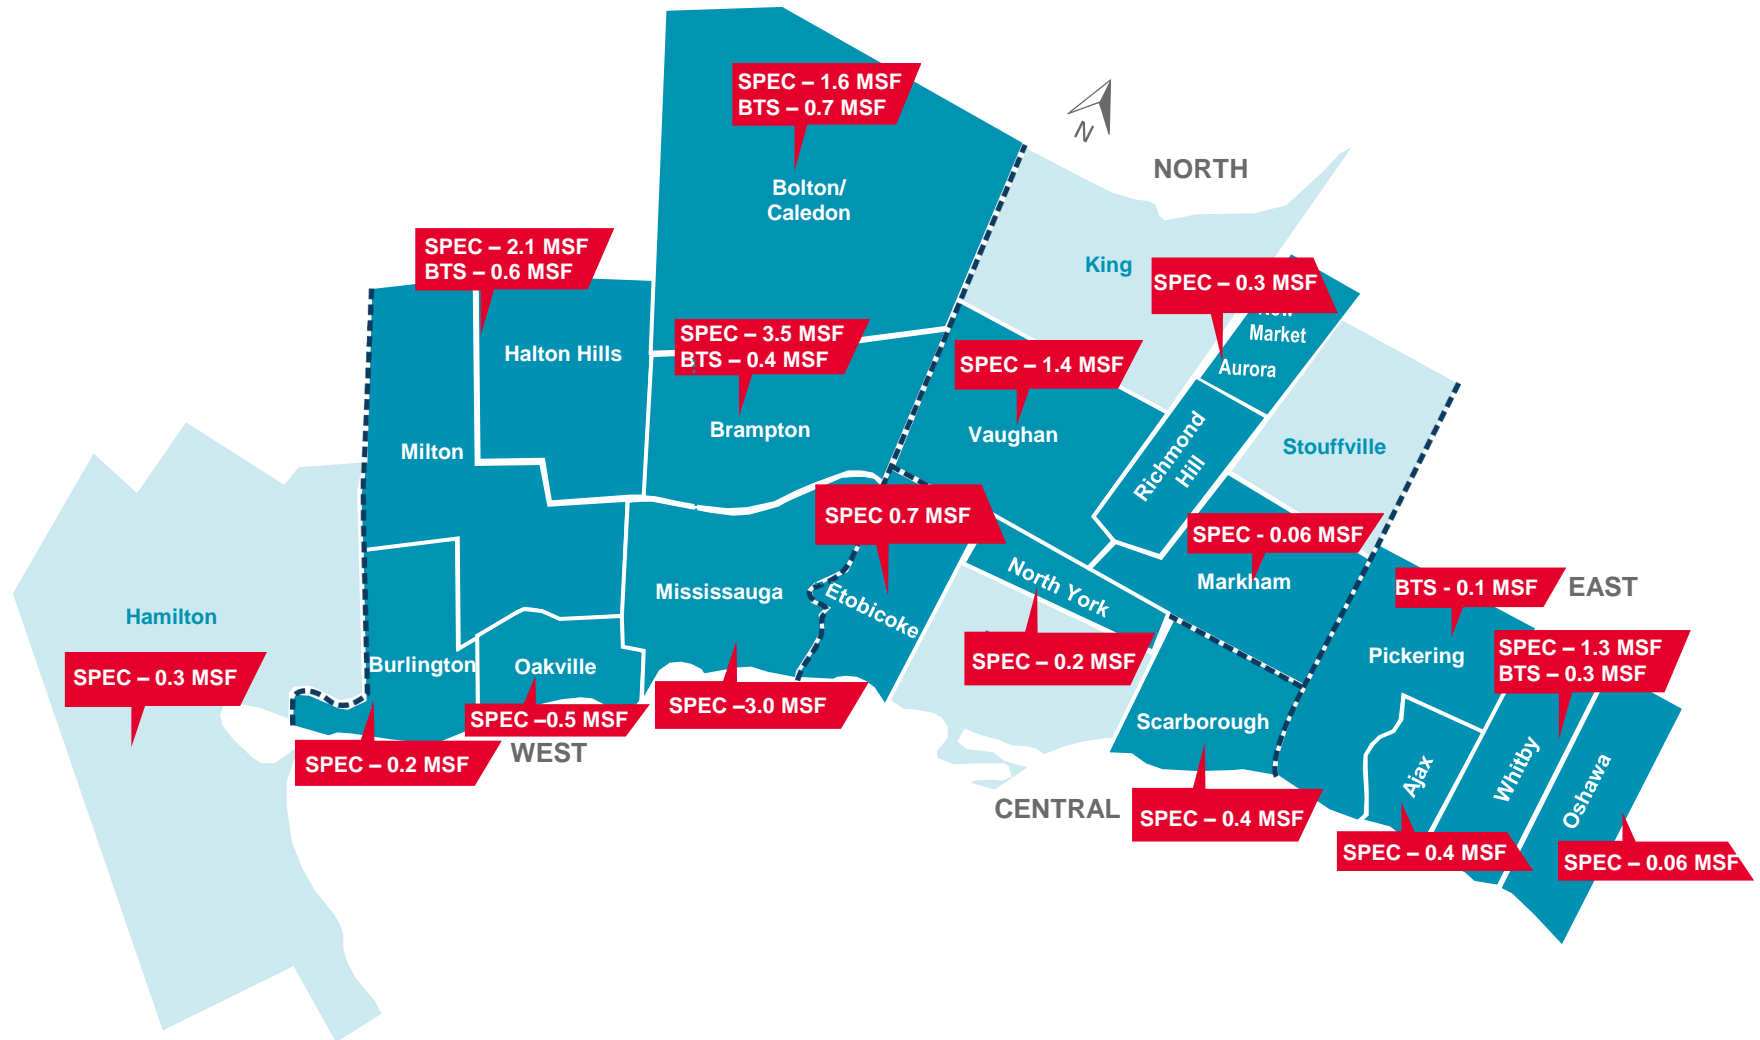 SPEC – 1.6 MSF
BTS – 0.7 MSF
Bolton/
Caledon
N
NORTH
SPEC – 2.1 MSF
BTS – 0.6 MSF
Halton Hills
King
SPEC – 0.3 MSF
Market
Aurora
SPEC – 3.5 MSF
BTS – 0.4 MSF
Brampton
SPEC – 1.4 MSF
Vaughan
Richmond
Hill
Stouffville
Milton
SPEC 0.7 MSF
Etobicoke
SPEC - 0.06 MSF
Markham
North York
SPEC – 0.2 MSF
Mississauga
SPEC –3.0 MSF
BTS - 0.1 MSF
EAST
Pickering
SPEC – 1.3 MSF
BTS – 0.3 MSF
Hamilton
SPEC – 0.3 MSF
Burlington
SPEC – 0.2 MSF
Oakville
SPEC –0.5 MSF
WEST
Scarborough
CENTRAL
SPEC – 0.4 MSF
Ajax
SPEC – 0.4 MSF
Whitby
Oshawa
SPEC – 0.06 MSF